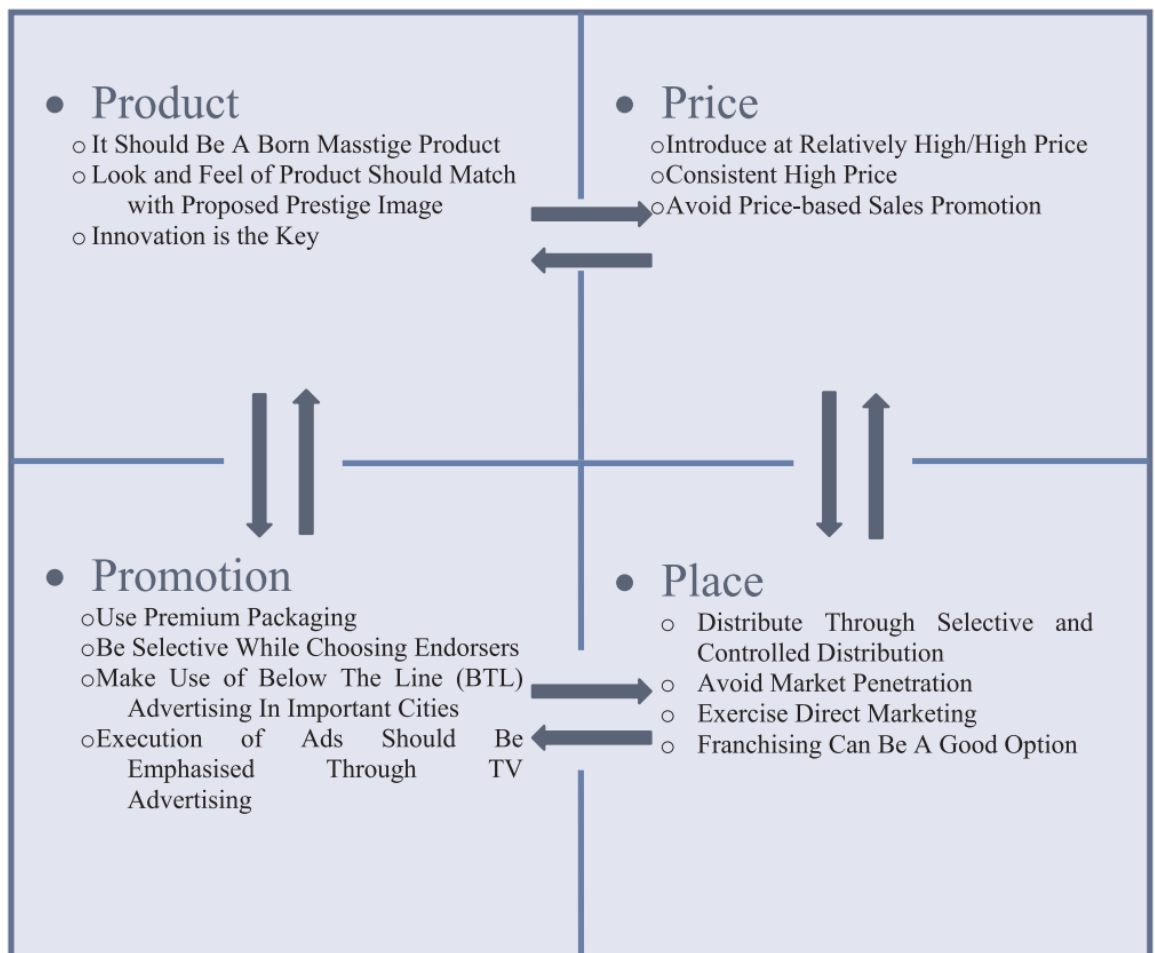 • Product
○ It Should Be A Born Masstige Product
○ Look and Feel of Product Should Match
with Proposed Prestige Image
○ Innovation is the Key
• Price
○Introduce at Relatively High/High Price
○Consistent High Price
○Avoid Price-based Sales Promotion
• Promotion
○Use Premium Packaging
○Be Selective While Choosing Endorsers
○Make Use of Below The Line (BTL)
Advertising In Important Cities
○Execution of Ads Should Be
Emphasised Through TV
Advertising
• Place
○ Distribute Through Selective and
Controlled Distribution
○ Avoid Market Penetration
○ Exercise Direct Marketing
○ Franchising Can Be A Good Option